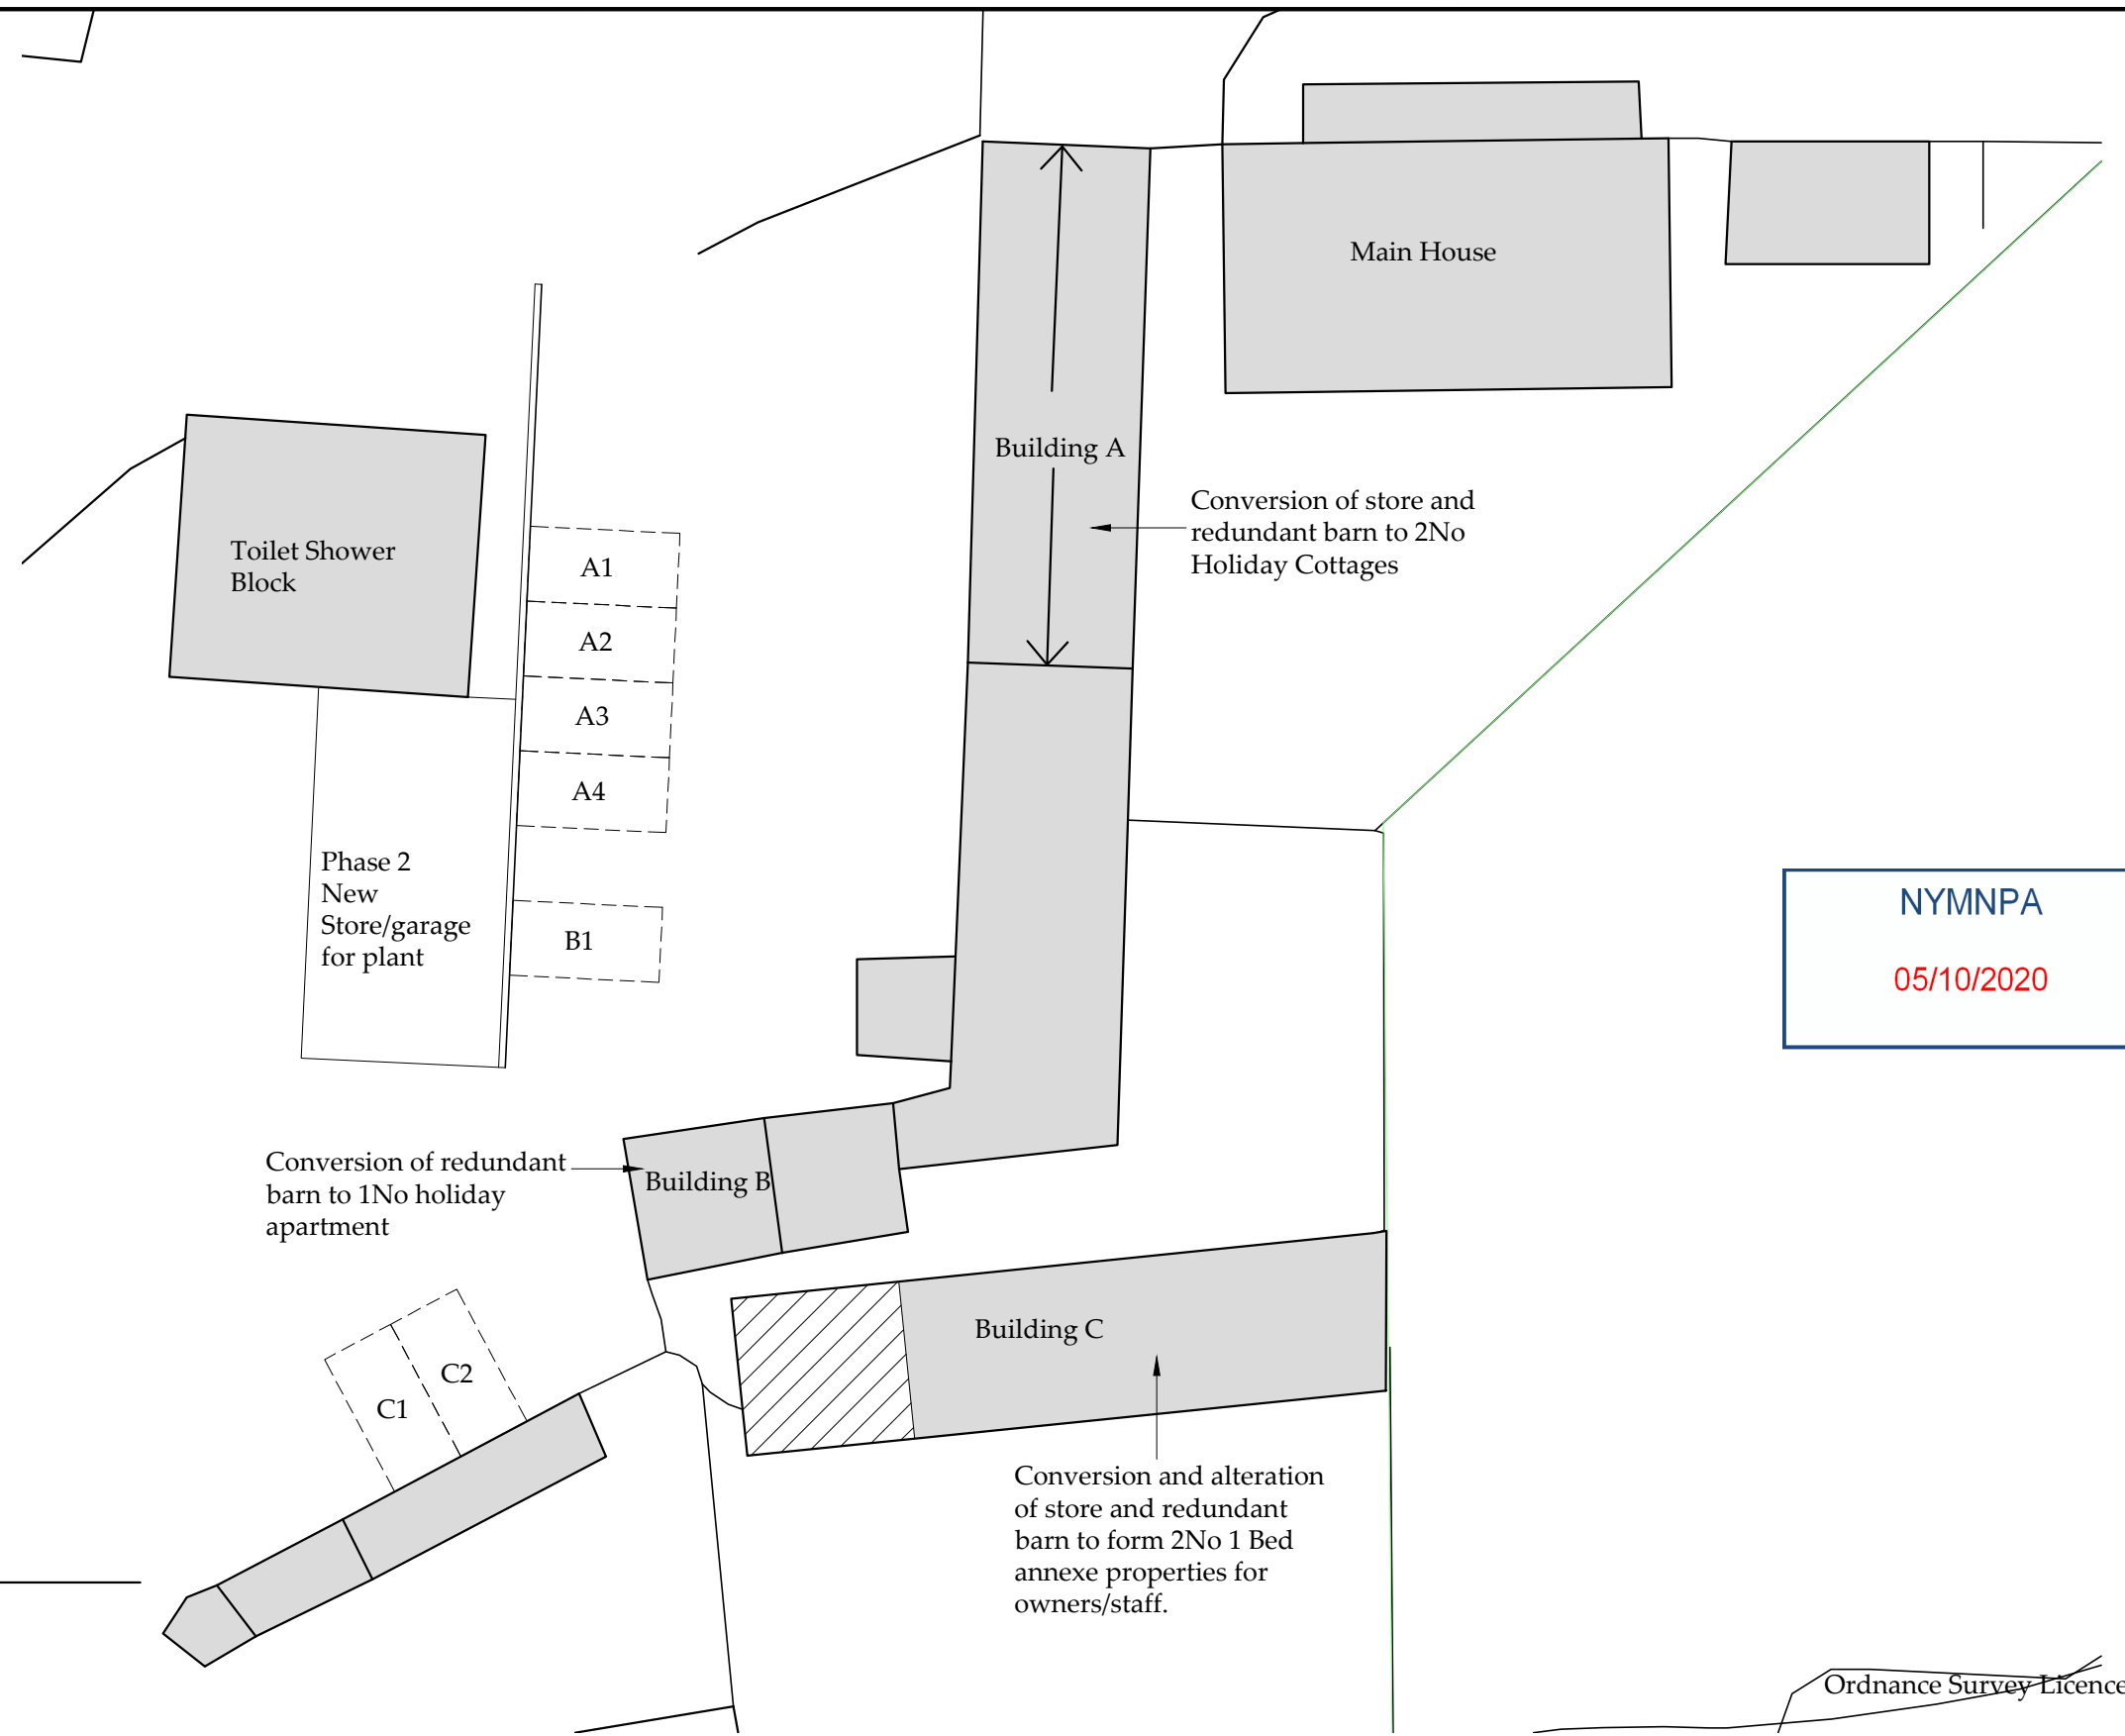 Main House
Building A
Conversion of store and
redundant barn to 2No
Holiday Cottages
Toilet Shower
Block
A1
A2
A3
A4
Phase 2
New
Store/garage
for plant
B1
NYMNPA
05/10/2020
Conversion of redundant
barn to 1No holiday
apartment
Building B
Building C
C2
C1
Conversion and alteration
of store and redundant
barn to form 2No 1 Bed
annexe properties for
owners/staff.
Ordnance Survey Licence